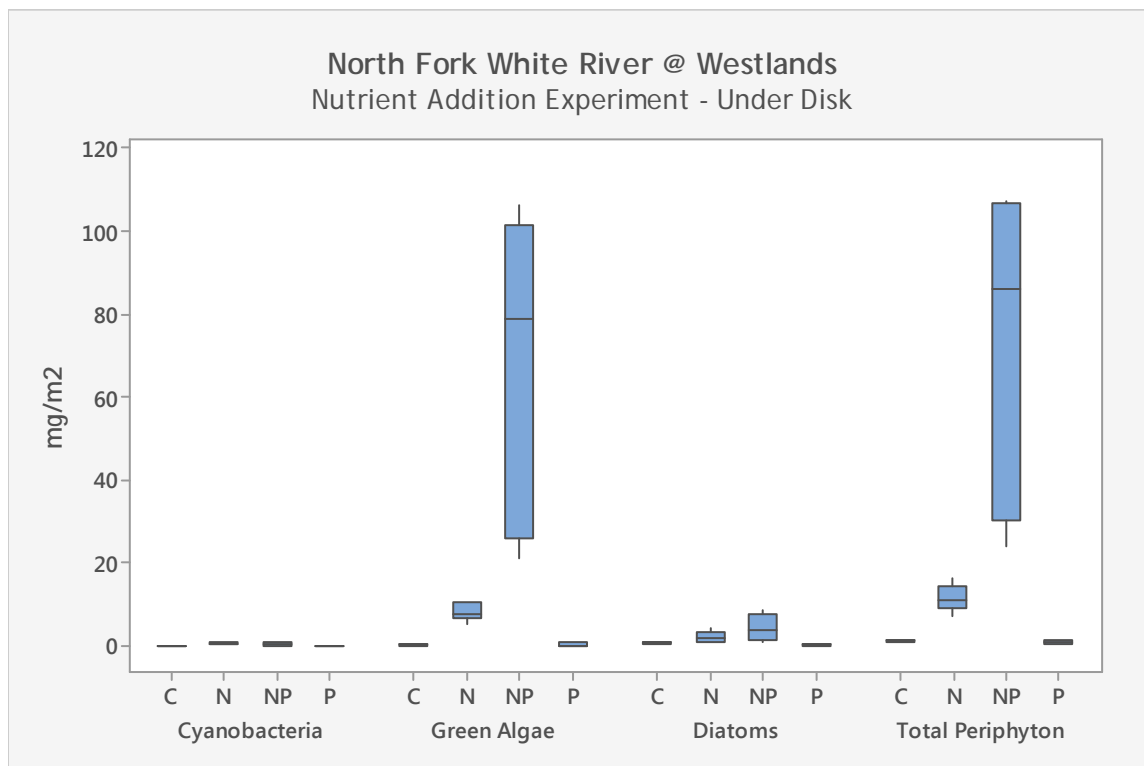 North Fork White River @ Westlands
Nutrient Addition Experiment - Under Disk
mg/m2
120
100
80
60
40
20
0
C N NP P C N NP P C N NP P C N NP P
Cyanobacteria Green Algae Diatoms Total Periphyton